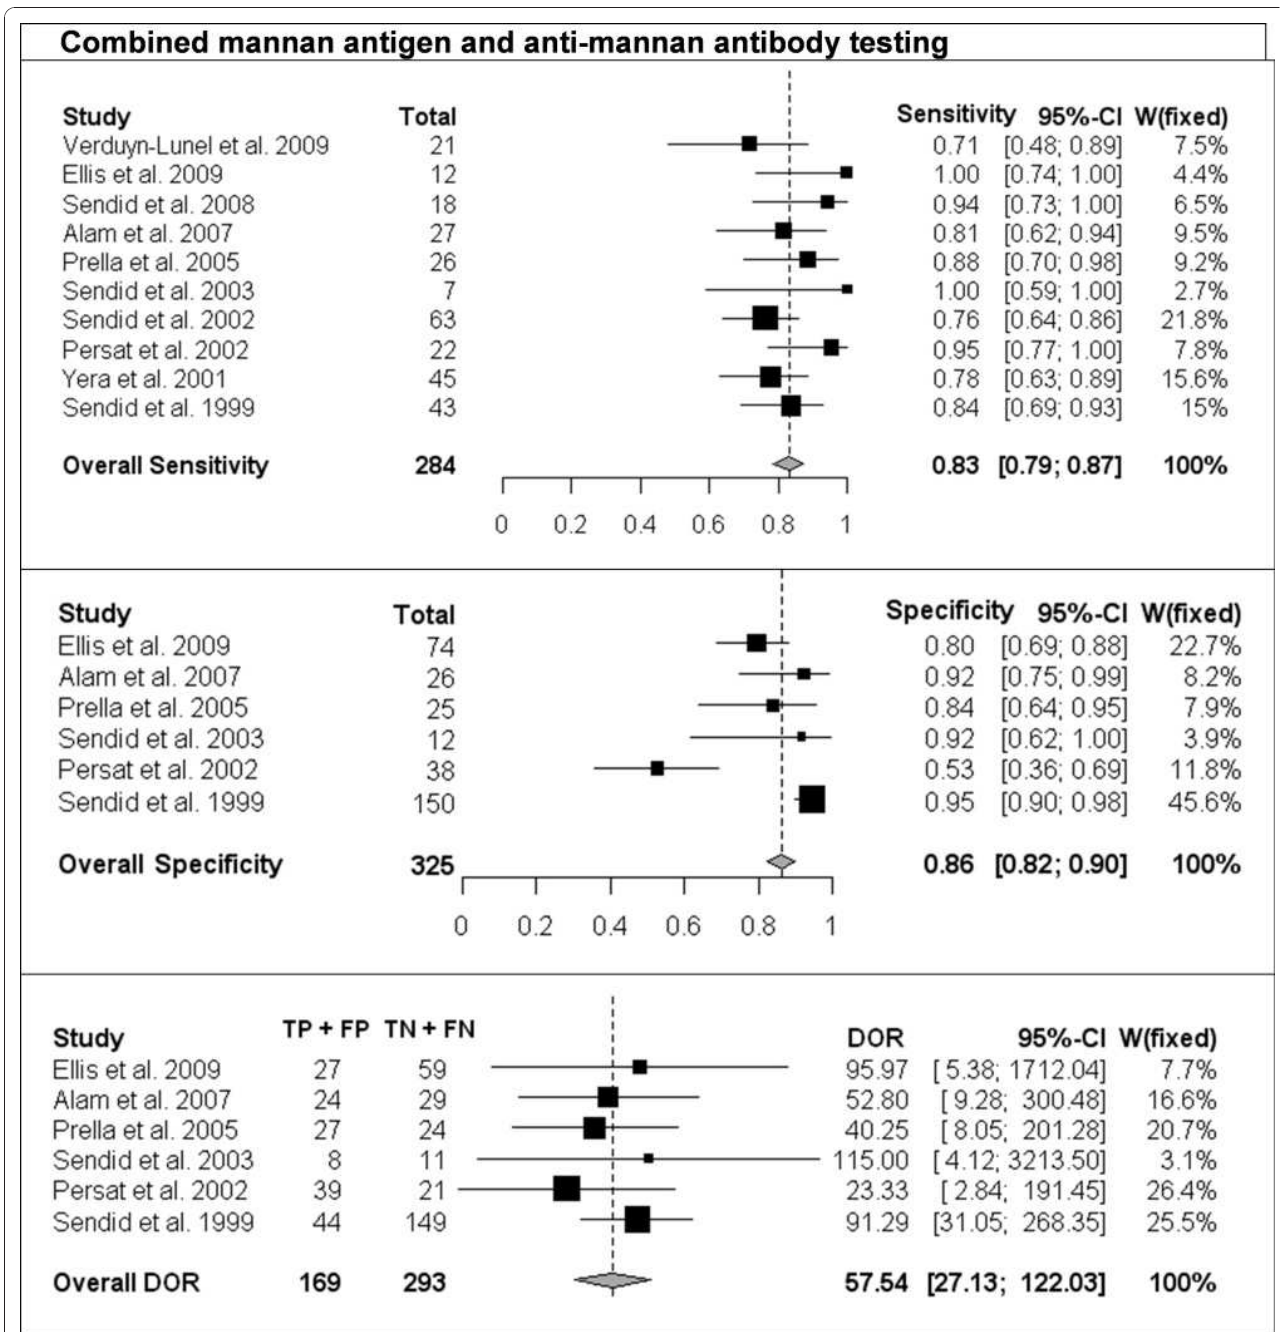 Combined mannan antigen and anti-mannan antibody testing
Study Total Sensitivity 95%-CI W(fixed)
Verduyn-Lunel et al. 2009 21 0.71 [0.48; 0.89] 7.5%
Ellis et al. 2009 12 1.00 [0.74; 1.00] 4.4%
Sendid et al. 2008 18 0.94 [0.73; 1.00] 6.5%
Alam et al. 2007 27 0.81 [0.62; 0.94] 9.5%
Prella et al. 2005 26 0.88 [0.70; 0.98] 9.2%
Sendid et al. 2003 7 1.00 [0.59; 1.00] 2.7%
Sendid et al. 2002 63 0.76 [0.64; 0.86] 21.8%
Persat et al. 2002 22 0.95 [0.77; 1.00] 7.8%
Yera et al. 2001 45 0.78 [0.63; 0.89] 15.6%
Sendid et al. 1999 43 0.84 [0.69; 0.93] 15%
Overall Sensitivity 284 0.83 [0.79; 0.87] 100%
0 0.2 0.4 0.6 0.8 1
Study Total Specificity 95%-CI W(fixed)
Ellis et al. 2009 74 0.80 [0.69; 0.88] 22.7%
Alam et al. 2007 26 0.92 [0.75; 0.99] 8.2%
Prella et al. 2005 25 0.84 [0.64; 0.95] 7.9%
Sendid et al. 2003 12 0.92 [0.62; 1.00] 3.9%
Persat et al. 2002 38 0.53 [0.36; 0.69] 11.8%
Sendid et al. 1999 150 0.95 [0.90; 0.98] 45.6%
Overall Specificity 325 0.86 [0.82; 0.90] 100%
0 0.2 0.4 0.6 0.8 1
Study TP + FP TN + FN DOR 95%-CI W(fixed)
Ellis et al. 2009 27 59 95.97 [5.38; 1712.04] 7.7%
Alam et al. 2007 24 29 52.80 [9.28; 300.48] 16.6%
Prella et al. 2005 27 24 40.25 [8.05; 201.28] 20.7%
Sendid et al. 2003 8 11 115.00 [4.12; 3213.50] 3.1%
Persat et al. 2002 39 21 23.33 [2.84; 191.45] 26.4%
Sendid et al. 1999 44 149 91.29 [31.05; 268.35] 25.5%
Overall DOR 169 293 57.54 [27.13; 122.03] 100%